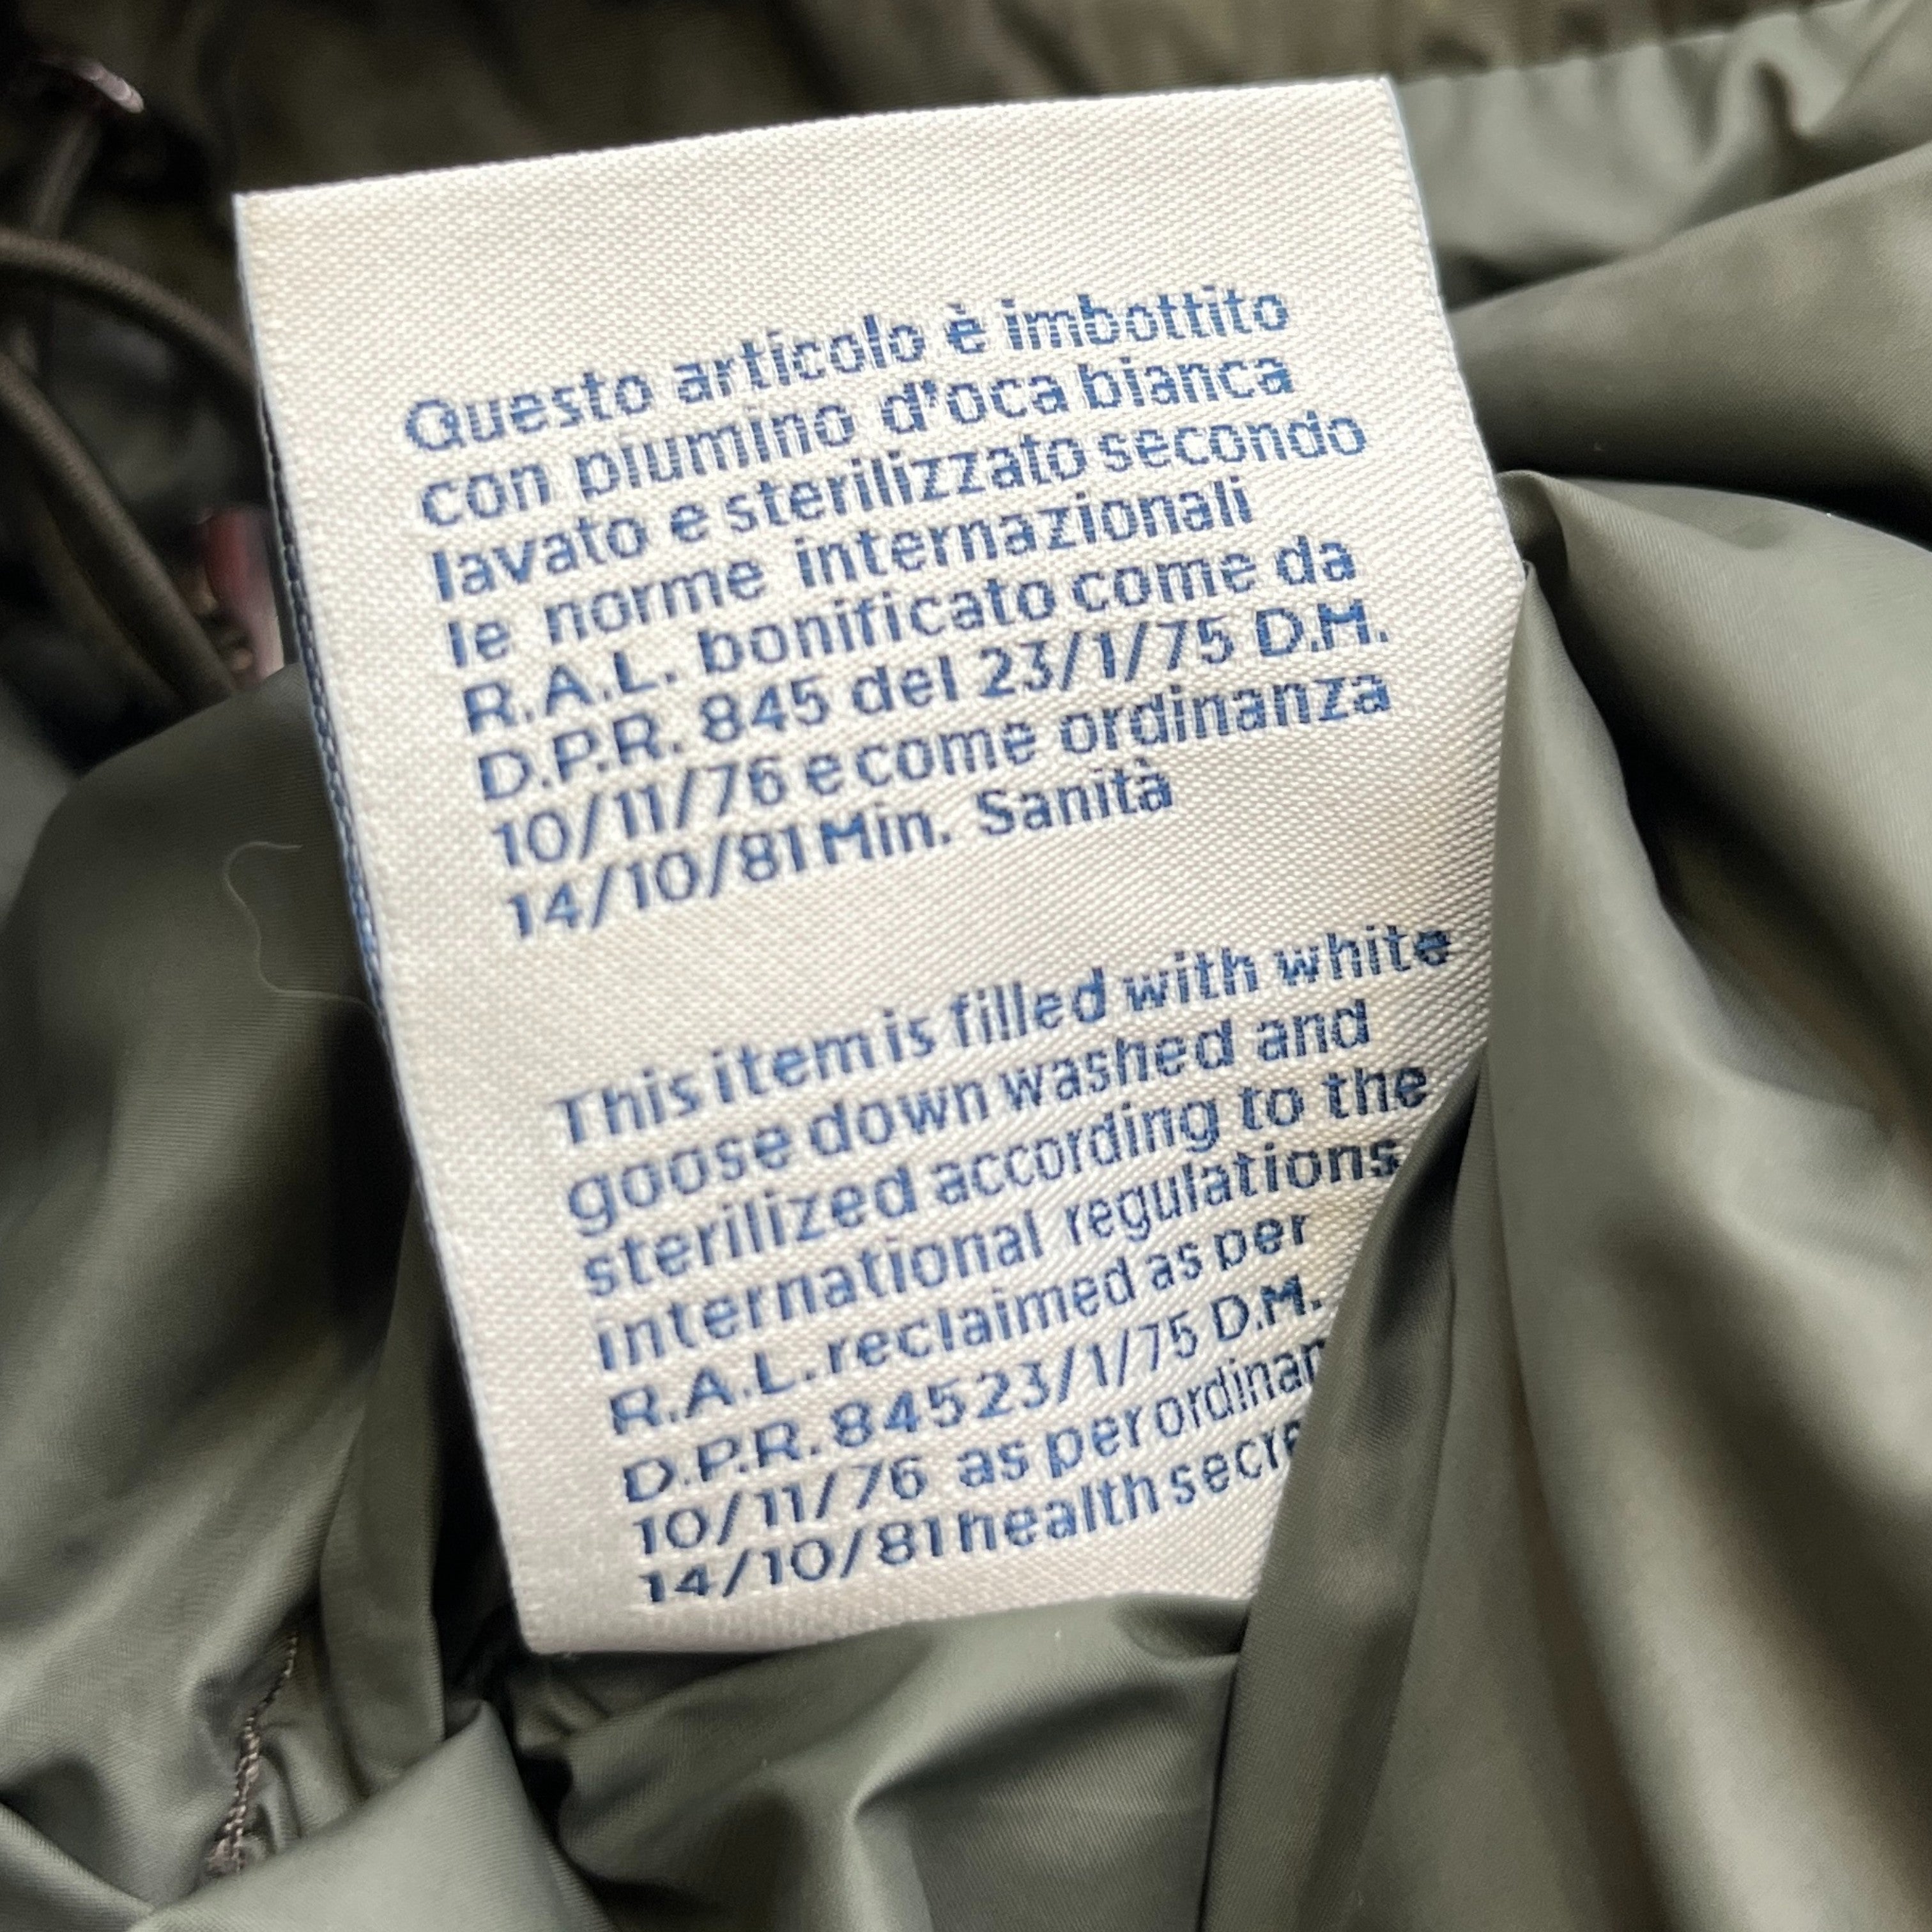 Questo articolo è imbottito
con piumino d'oca bianca
lavato e sterilizzato secondo
le norme internazionali
R.A.L. bonificato come da
D.P.R. 845 del 23/1/75 D.M.
10/11/76 e come ordinanza
14/10/81 Min. Sanità
This item is filled with white
goose down washed and
sterilized according to the
international regulations
R.A.L. reclaimed as per
D.P.R. 845 23/1/75 D.M.
10/11/76 as per
14/10/81 health